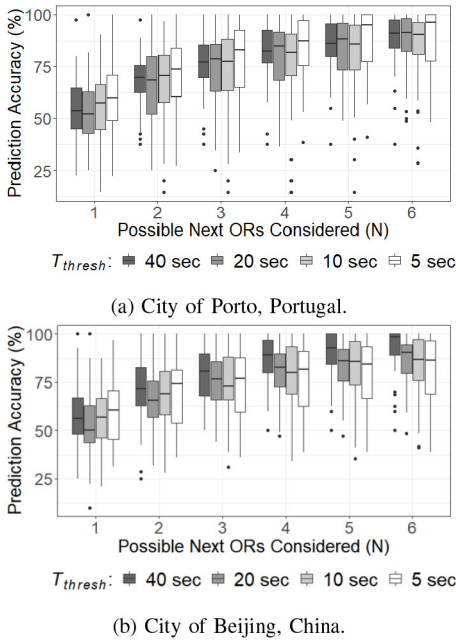 Prediction Accuracy (%)
100
75
50
25
1 2 3 4 5 6
Possible Next ORs Considered (N)
T_thresh: 40 sec 20 sec 10 sec 5 sec
(a) City of Porto, Portugal.
Prediction Accuracy (%)
100
75
50
25
1 2 3 4 5 6
Possible Next ORs Considered (N)
T_thresh: 40 sec 20 sec 10 sec 5 sec
(b) City of Beijing, China.